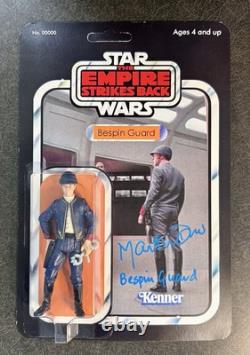 No. 00000
Ages 4 and up
STAR
THE
EMPIRE
STRIKES BACK
WARS
Bespin Guard
Bespin Guard
Kenner